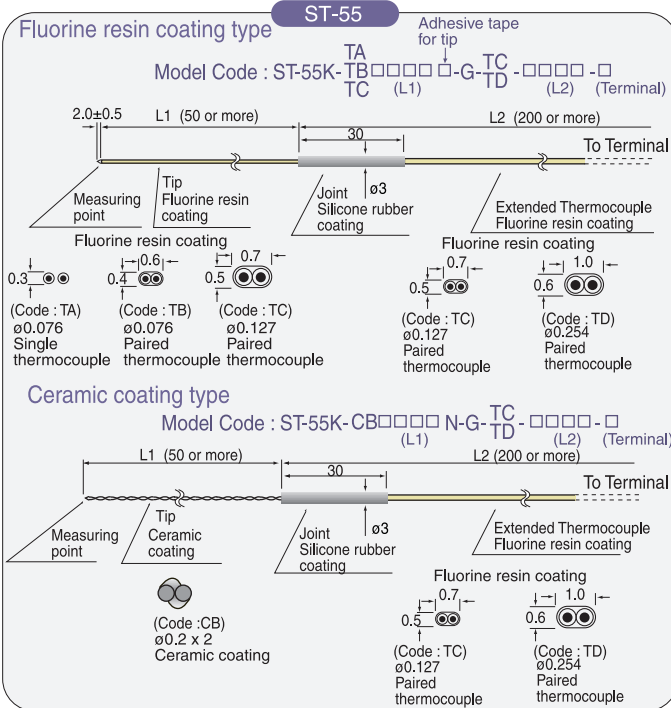 ST-55
Fluorine resin coating type
Adhesive tape
for tip
TA
Model Code : ST-55K- TB□□□□ □-G- TC - □□□□ -□
TC (L1) TD (L2) (Terminal)
2.0±0.5 L1 (50 or more) L2 (200 or more)
30
To Terminal
ø3
Measuring
point
Tip
Fluorine resin
coating
Joint
Silicone rubber
coating
Extended Thermocouple
Fluorine resin coating
Fluorine resin coating
0.3
(Code : TA)
ø0.076
Single
thermocouple
0.6
0.4
(Code : TB)
ø0.076
Paired
thermocouple
0.7
0.5
(Code : TC)
ø0.127
Paired
thermocouple
Fluorine resin coating
0.7
0.5
(Code : TC)
ø0.127
Paired
thermocouple
1.0
0.6
(Code : TD)
ø0.254
Paired
thermocouple
Ceramic coating type
Model Code : ST-55K- CB□□□□ N-G- TC - □□□□ -□
(L1) TD (L2) (Terminal)
L1 (50 or more) L2 (200 or more)
30
To Terminal
ø3
Measuring
point
Tip
Ceramic
coating
Joint
Silicone rubber
coating
Extended Thermocouple
Fluorine resin coating
(Code :CB)
ø0.2 x 2
Ceramic coating
Fluorine resin coating
0.7
0.5
(Code : TC)
ø0.127
Paired
thermocouple
1.0
0.6
(Code : TD)
ø0.254
Paired
thermocouple